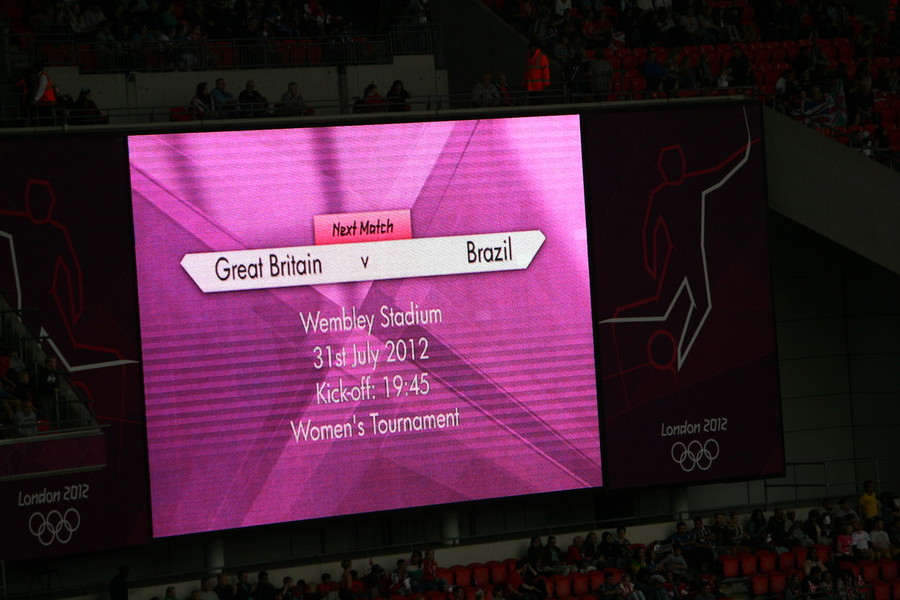 Next Match
Great Britain v Brazil
Wembley Stadium
31st July 2012
Kick-off: 19:45
Women's Tournament
London 2012
London 2012